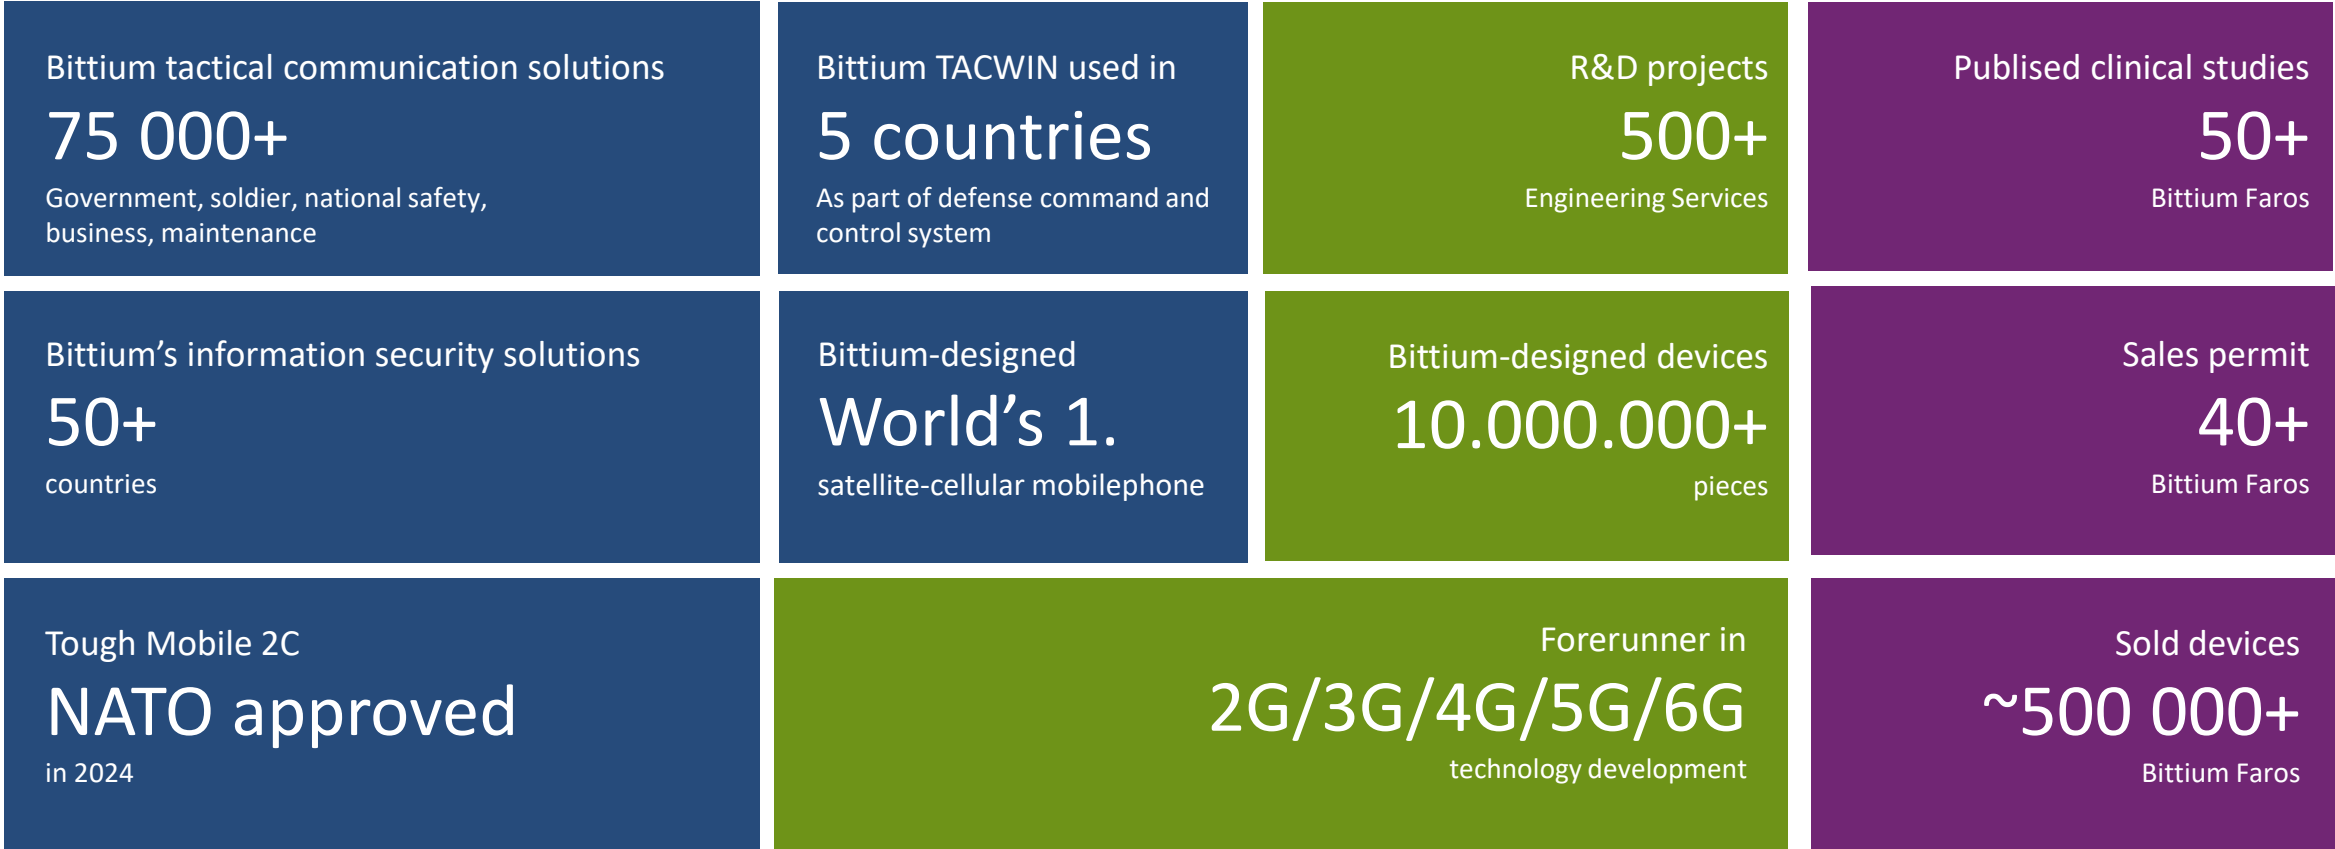 Bittium tactical communication solutions
75 000+
Government, soldier, national safety,
business, maintenance
Bittium TACWIN used in
5 countries
As part of defense command and
control system
R&D projects
500+
Engineering Services
Publised clinical studies
50+
Bittium Faros
Bittium’s information security solutions
50+
countries
Bittium-designed
World’s 1.
satellite-cellular mobilephone
Bittium-designed devices
10.000.000+
pieces
Sales permit
40+
Bittium Faros
Tough Mobile 2C
NATO approved
in 2024
Forerunner in
2G/3G/4G/5G/6G
technology development
Sold devices
~500 000+
Bittium Faros